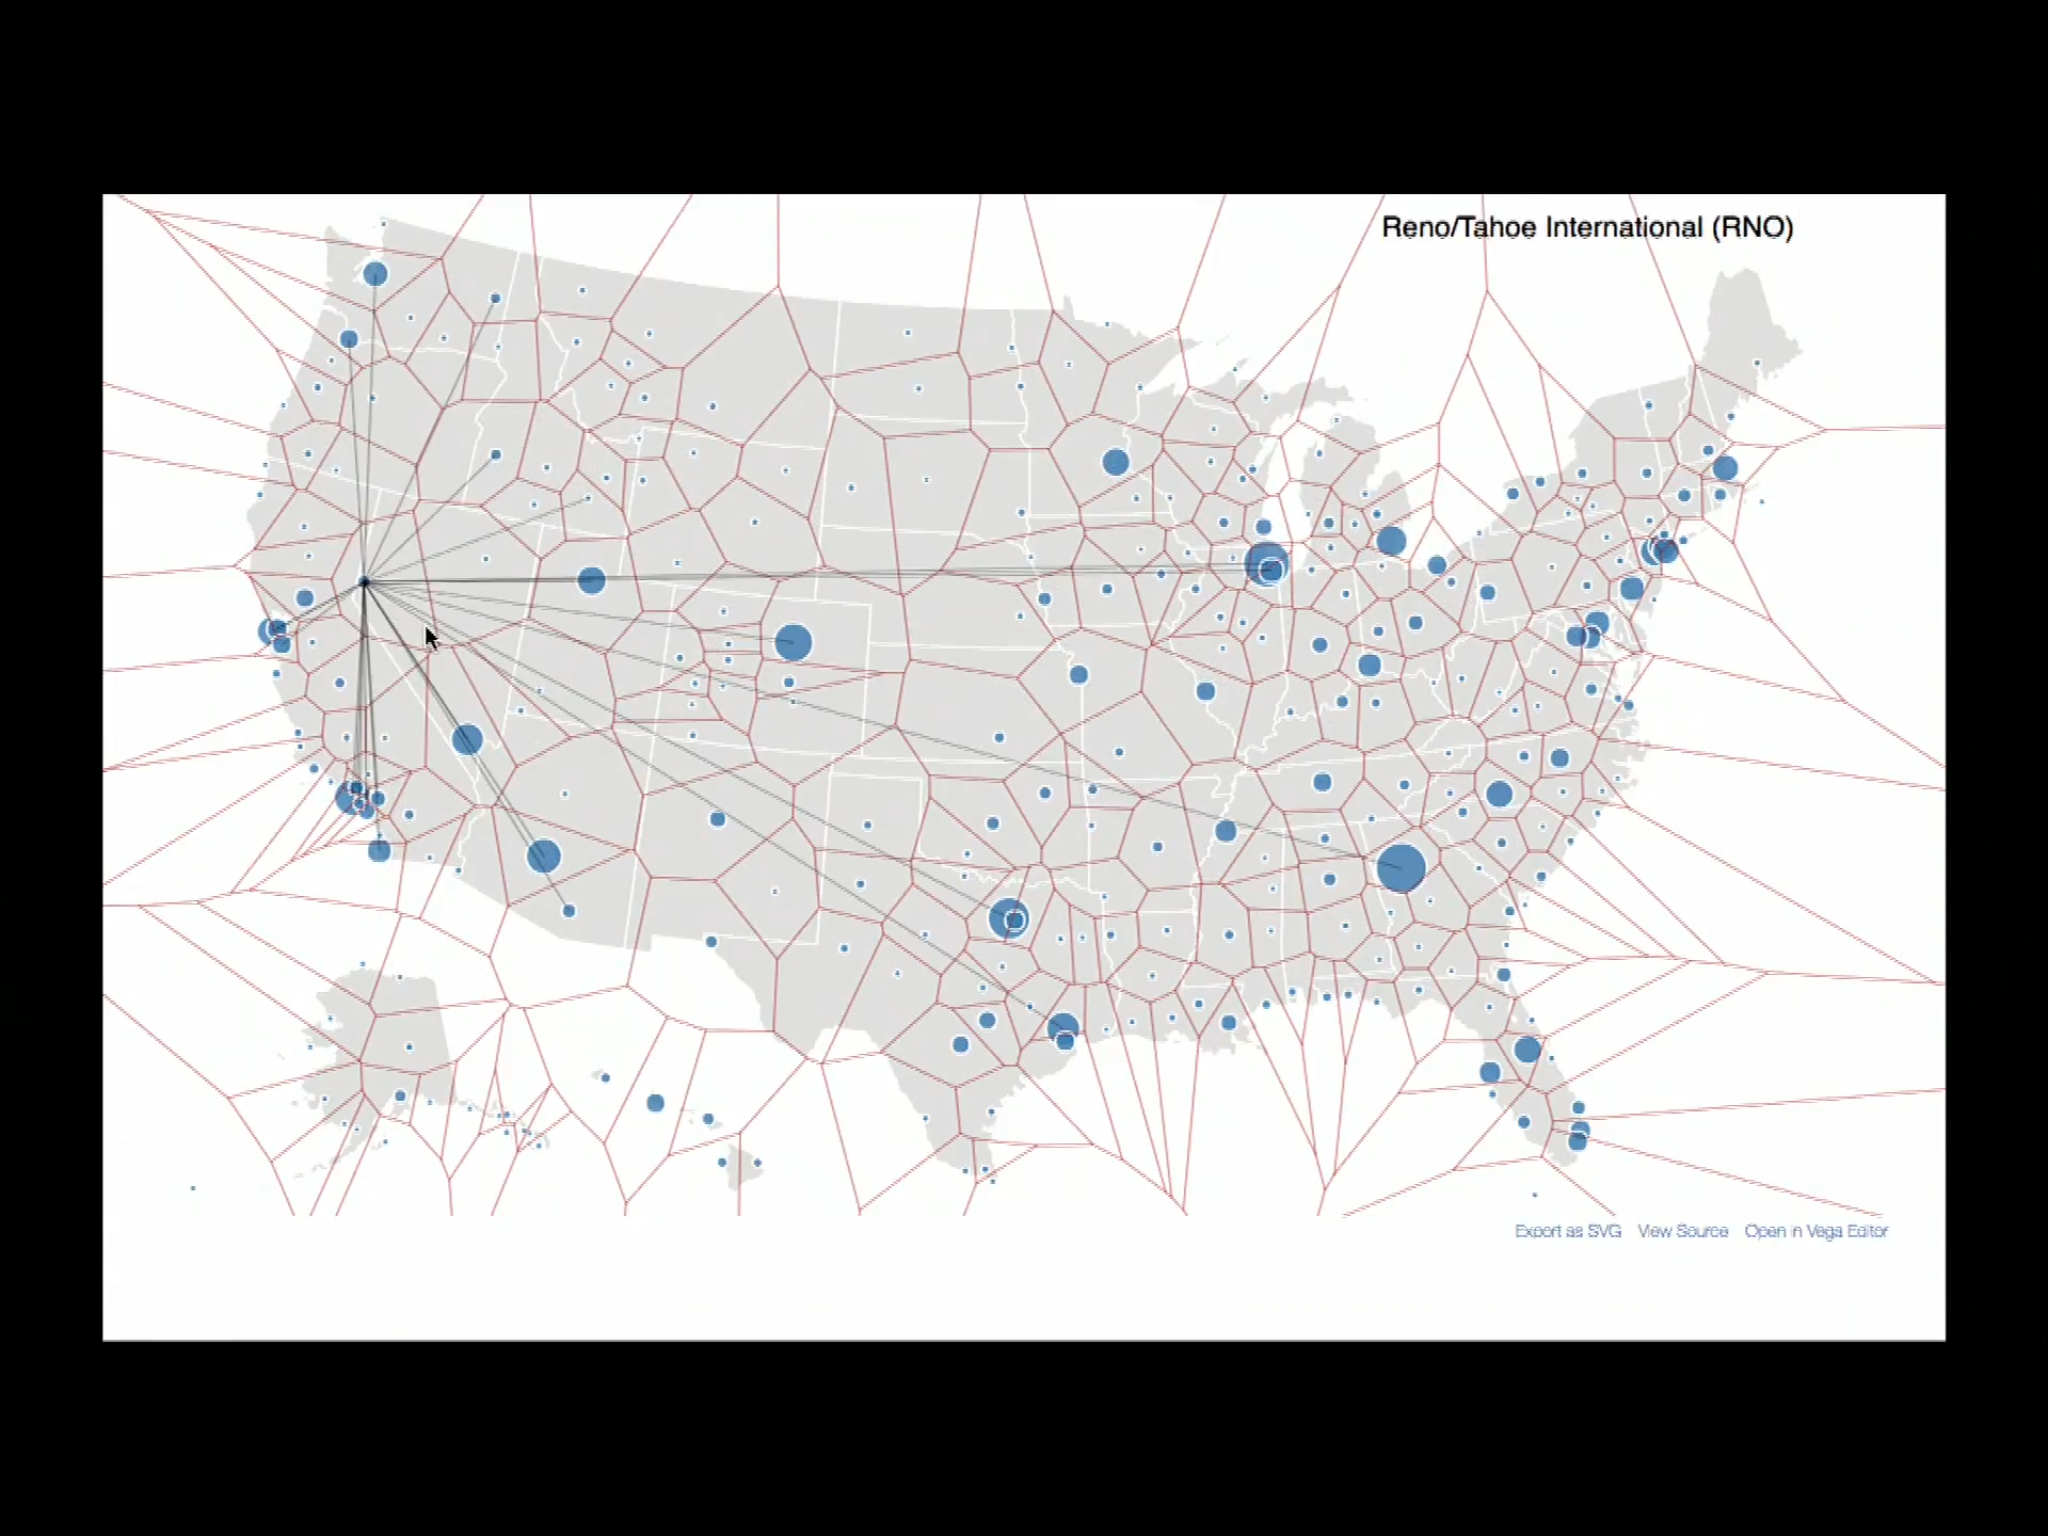 Reno/Tahoe International (RNO)
Export as SVG View Source Open in Vega Editor